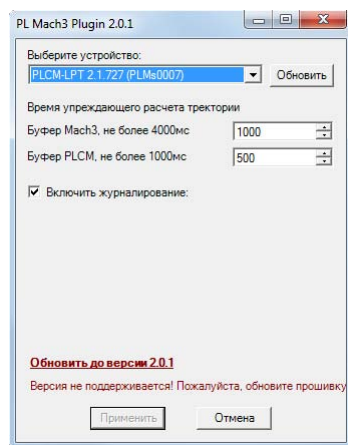 PL Mach3 Plugin 2.0.1
Выберите устройство:
PLCM-LPT 2.1.727 (PLMs0007)
Обновить
Время упреждающего расчета тректории
Буфер Mach3, не более 4000мс
1000
Буфер PLCM, не более 1000мс
500
Включить журналирование:
Обновить до версии 2.0.1
Версия не поддерживается! Пожалуйста, обновите прошивку
Применить
Отмена